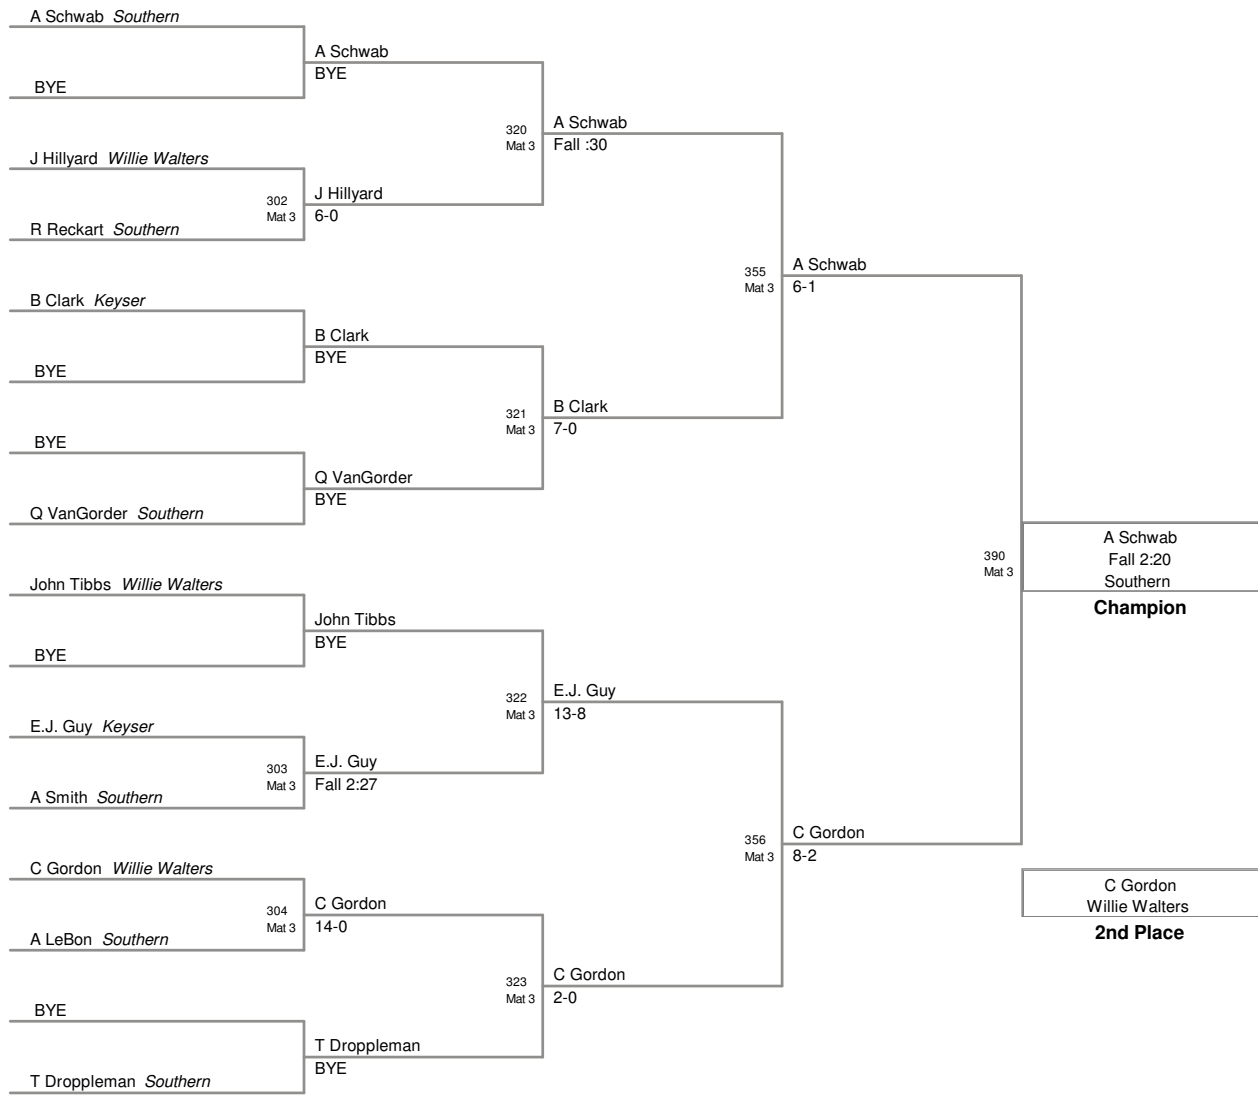 A Schwab Southern
BYE
J Hillyard Willie Walters
302
Mat 3
R Reckart Southern
B Clark Keyser
BYE
BYE
Q VanGorder Southern
John Tibbs Willie Walters
BYE
E.J. Guy Keyser
303
Mat 3
A Smith Southern
C Gordon Willie Walters
304
Mat 3
A LeBon Southern
BYE
T Droppleman Southern
A Schwab
BYE
320
Mat 3
J Hillyard
6-0
B Clark
BYE
321
Mat 3
Q VanGorder
BYE
John Tibbs
BYE
322
Mat 3
E.J. Guy
Fall 2:27
C Gordon
14-0
323
Mat 3
T Droppleman
BYE
A Schwab
Fall :30
355
Mat 3
B Clark
7-0
E.J. Guy
13-8
356
Mat 3
C Gordon
2-0
A Schwab
6-1
390
Mat 3
C Gordon
8-2
A Schwab
Fall 2:20
Southern
Champion
C Gordon
Willie Walters
2nd Place